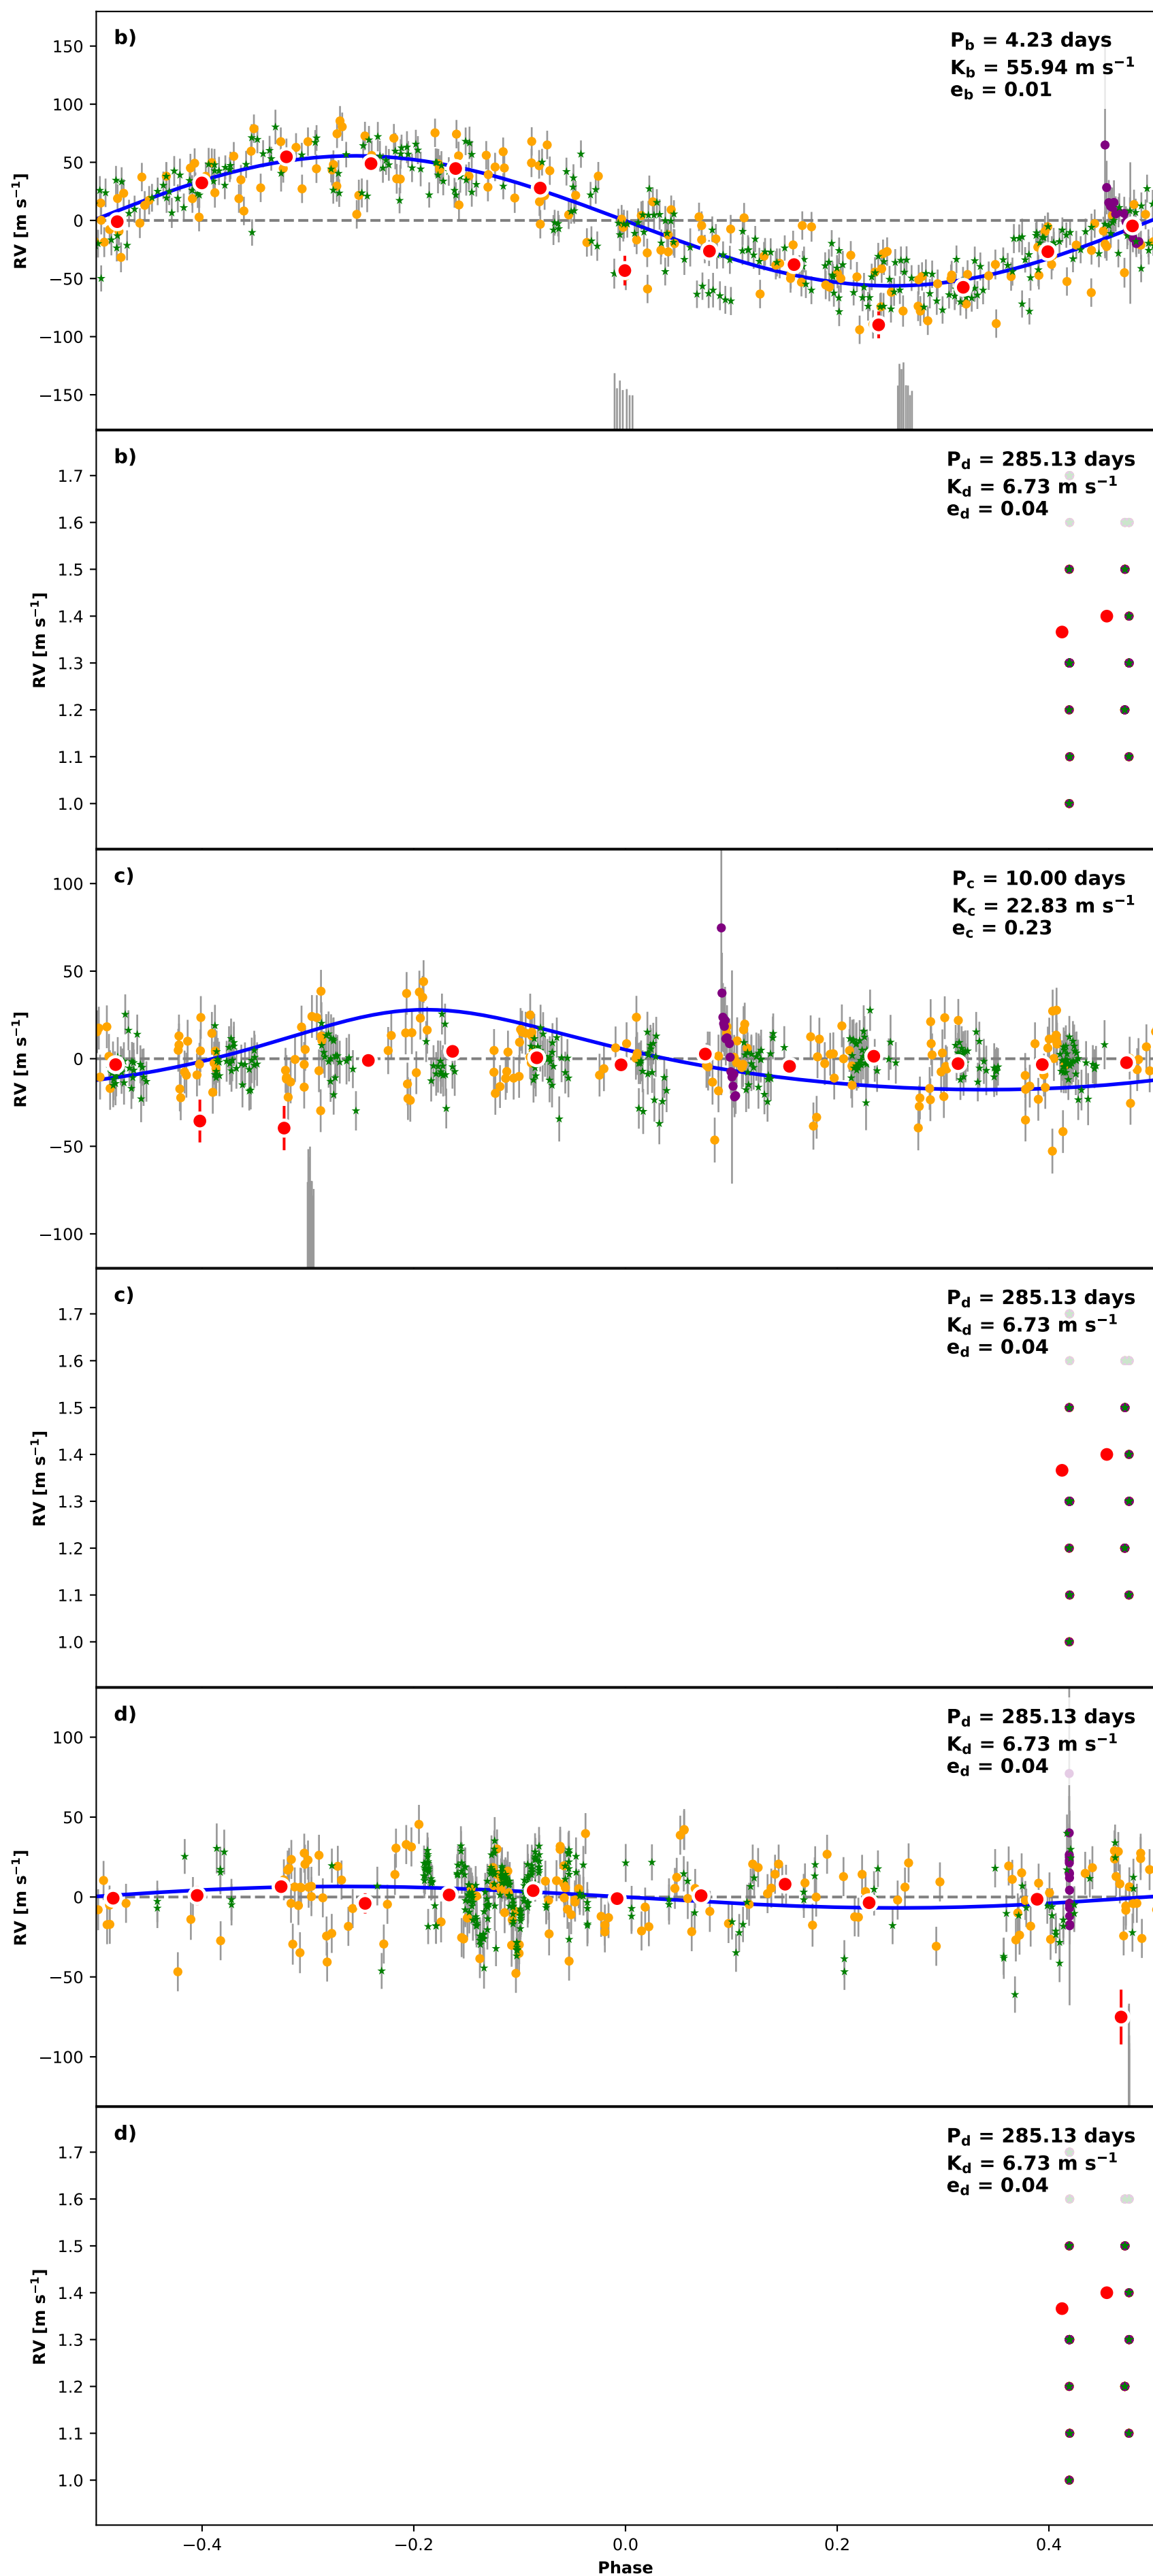 b)
P_b = 4.23 days
K_b = 55.94 m s⁻¹
e_b = 0.01
150
100
50
0
−50
−100
−150
RV [m s⁻¹]
b)
P_d = 285.13 days
K_d = 6.73 m s⁻¹
e_d = 0.04
1.7
1.6
1.5
1.4
1.3
1.2
1.1
1.0
RV [m s⁻¹]
c)
P_c = 10.00 days
K_c = 22.83 m s⁻¹
e_c = 0.23
100
50
0
−50
−100
RV [m s⁻¹]
c)
P_d = 285.13 days
K_d = 6.73 m s⁻¹
e_d = 0.04
1.7
1.6
1.5
1.4
1.3
1.2
1.1
1.0
RV [m s⁻¹]
d)
P_d = 285.13 days
K_d = 6.73 m s⁻¹
e_d = 0.04
100
50
0
−50
−100
RV [m s⁻¹]
d)
P_d = 285.13 days
K_d = 6.73 m s⁻¹
e_d = 0.04
1.7
1.6
1.5
1.4
1.3
1.2
1.1
1.0
RV [m s⁻¹]
−0.4 −0.2 0.0 0.2 0.4
Phase